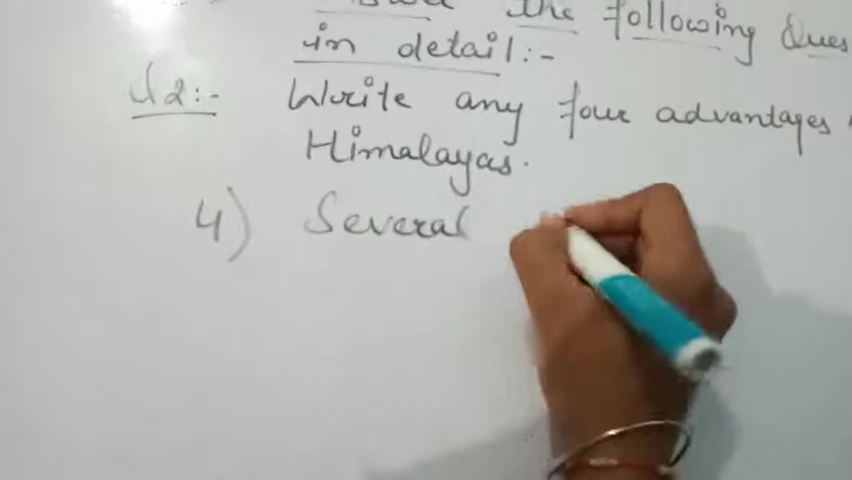 the following Ques
in detail:-
Q2:- Write any four advantages
Himalayas.
4) Several